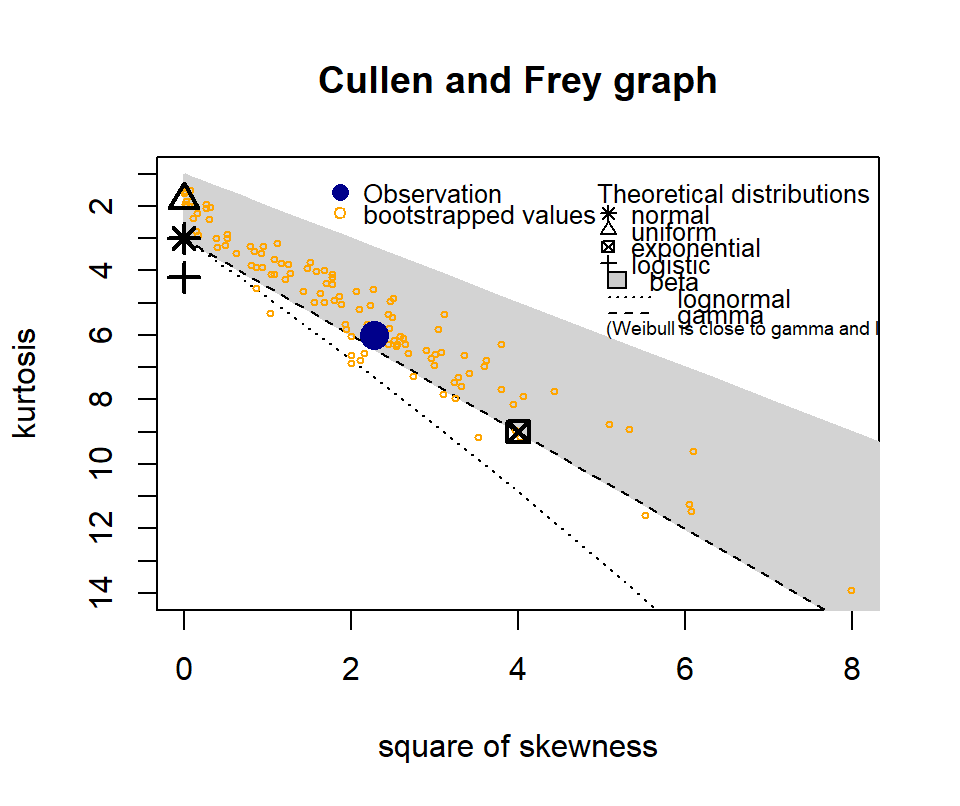 Cullen and Frey graph
Observation
bootstrapped values
Theoretical distributions
normal
uniform
exponential
logistic
beta
lognormal
gamma
(Weibull is close to gamma and l
kurtosis
2
4
6
8
10
12
14
0 2 4 6 8
square of skewness